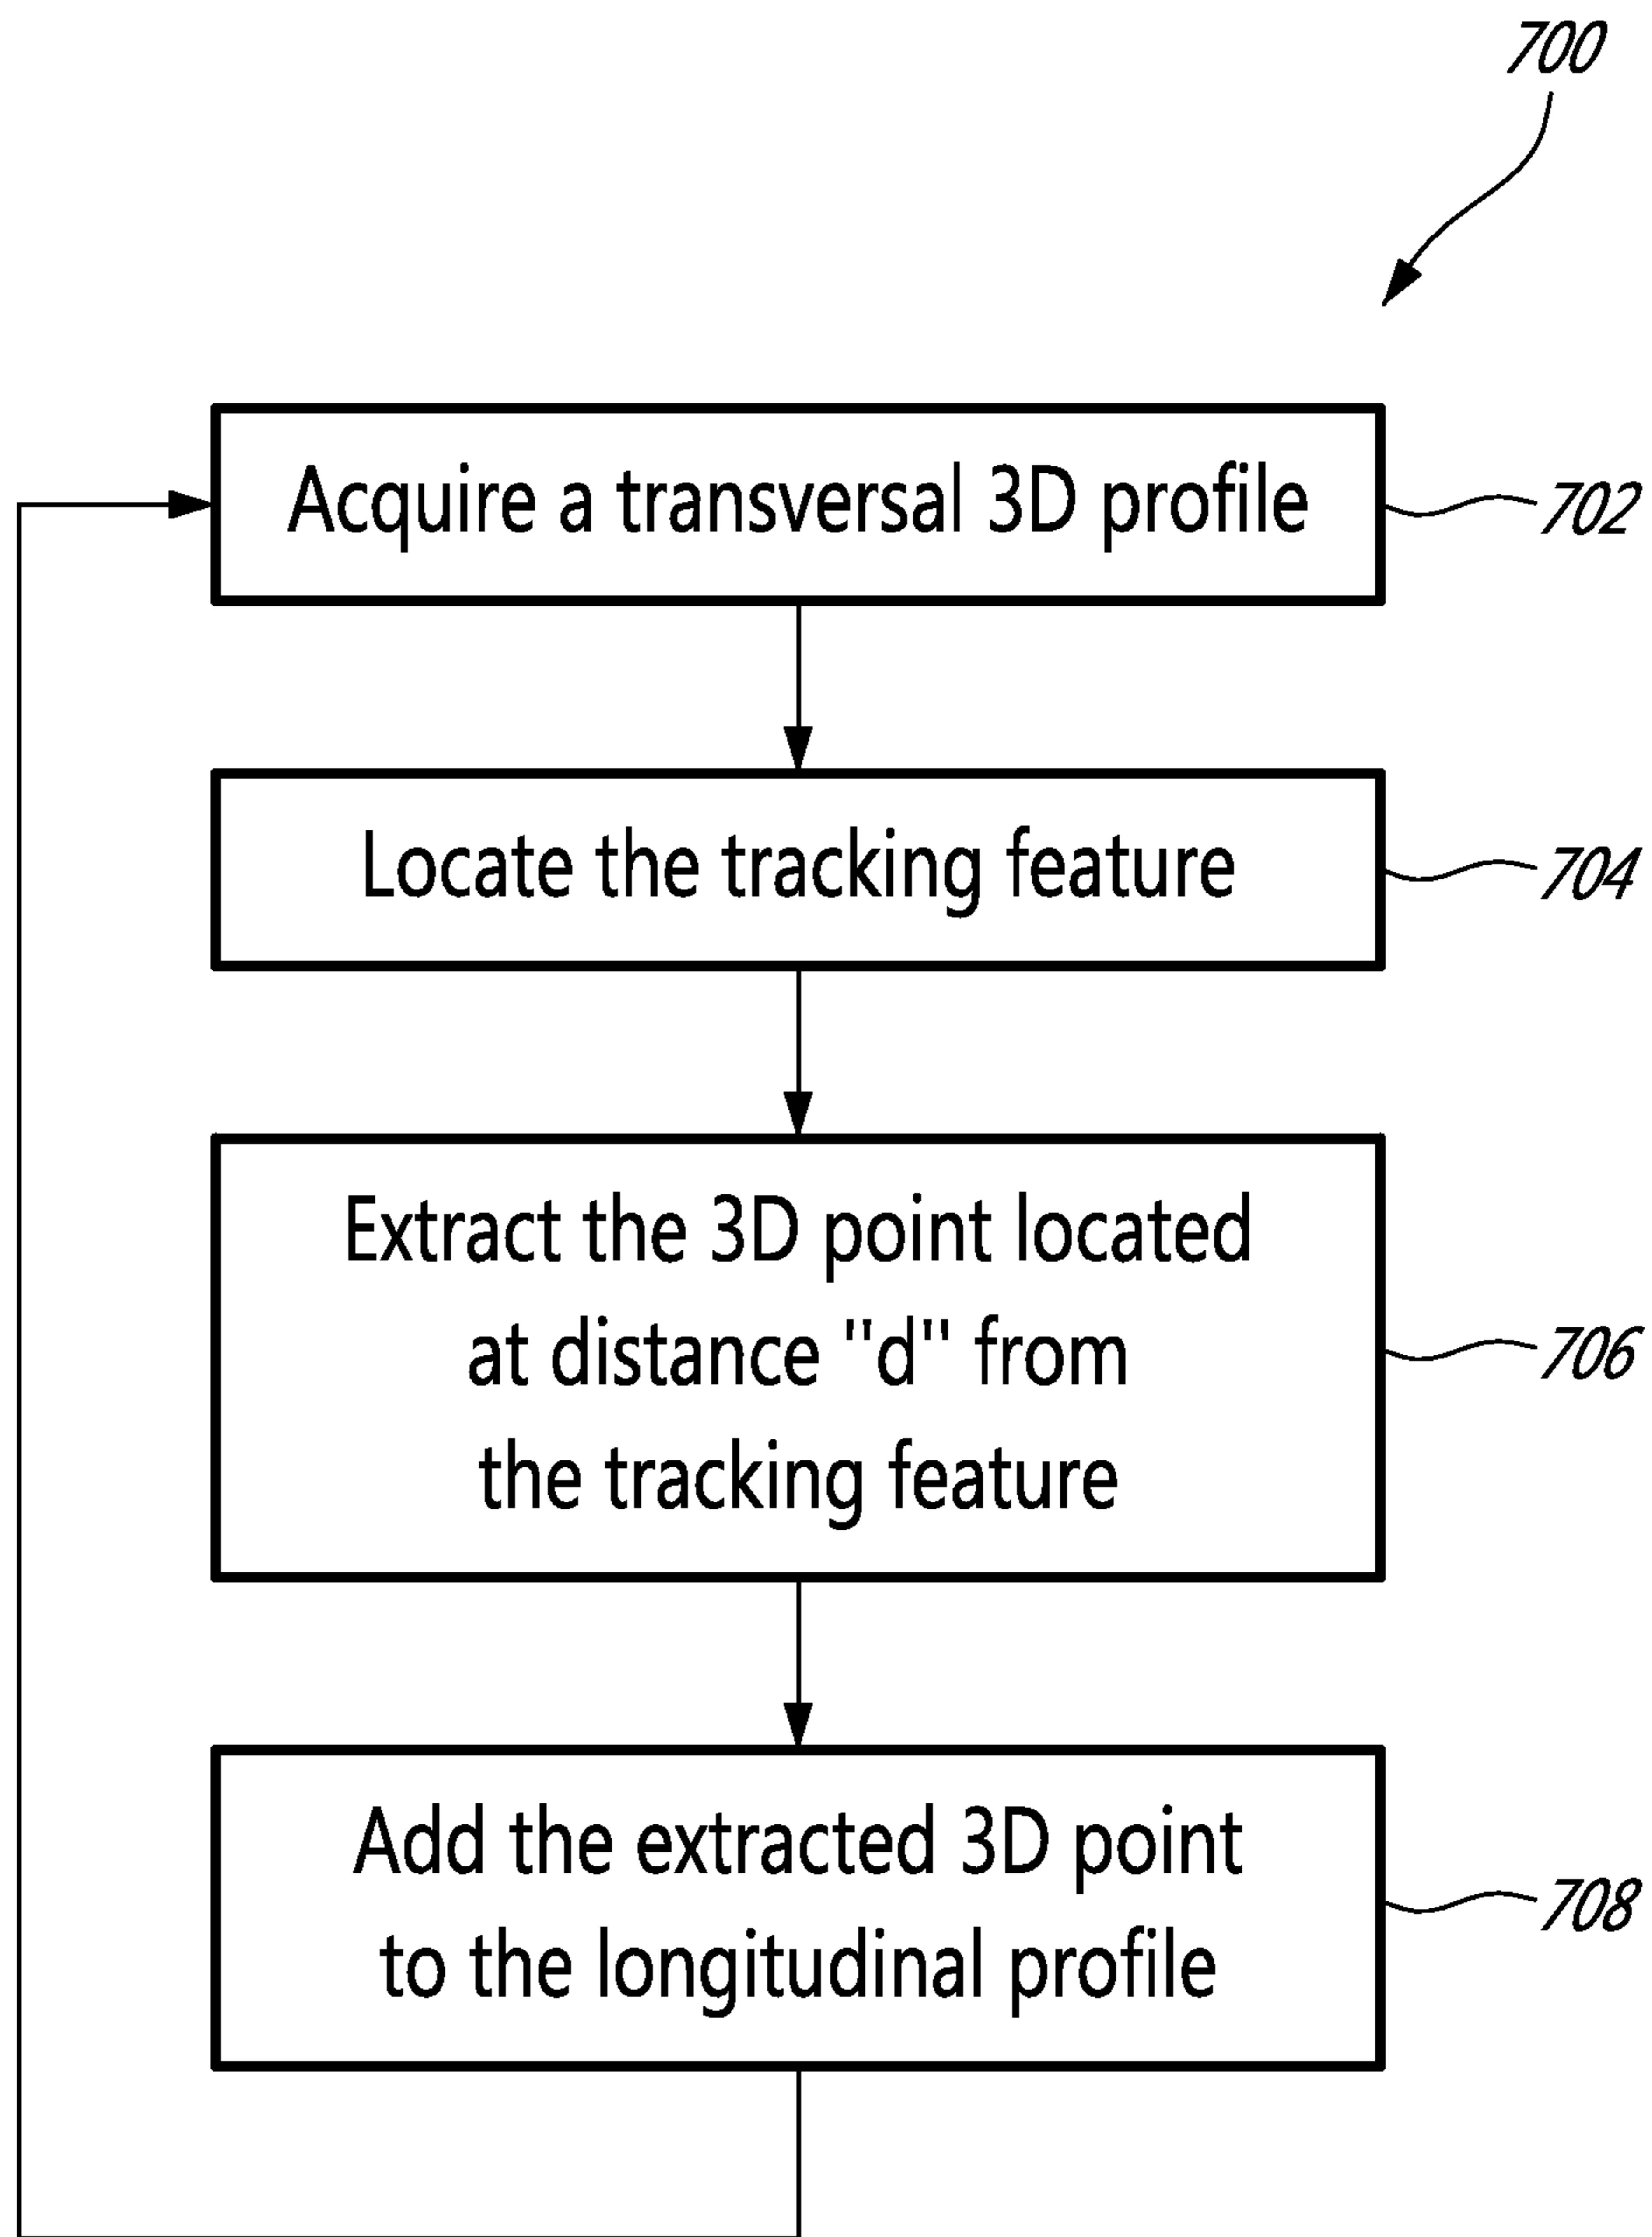 700
Acquire a transversal 3D profile
702
Locate the tracking feature
704
Extract the 3D point located
at distance "d" from
the tracking feature
706
Add the extracted 3D point
to the longitudinal profile
708